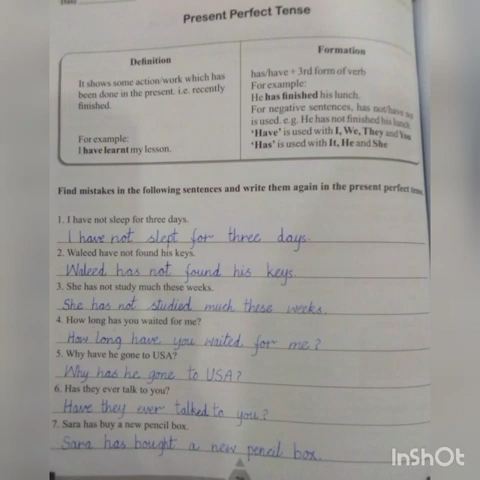 Present Perfect Tense
Definition
It shows some action/work which has
been done in the present. i.e. recently
finished.
For example:
I have learnt my lesson.
Formation
has/have + 3rd form of verb
For example:
He has finished his lunch.
For negative sentences, has not/have not
is used. e.g. He has not finished his lunch.
'Have' is used with I, We, They and You
'Has' is used with It, He and She
Find mistakes in the following sentences and write them again in the present perfect tense.
1. I have not sleep for three days.
I have not slept for three days.
2. Waleed have not found his keys.
Waleed has not found his keys.
3. She has not study much these weeks.
She has not studied much these weeks.
4. How long has you waited for me?
How long have you waited for me?
5. Why have he gone to USA?
Why has he gone to USA?
6. Has they ever talk to you?
Have they ever talked to you?
7. Sara has buy a new pencil box.
Sara has bought a new pencil box.
InShOt